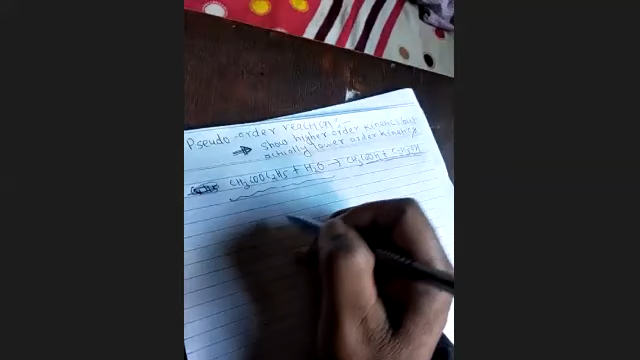 Pseudo-order reaction:-
→ Show higher order kinetics but
actually lower order kinetics
CH3COOC2H5 + H2O → CH3COOH + C2H5OH